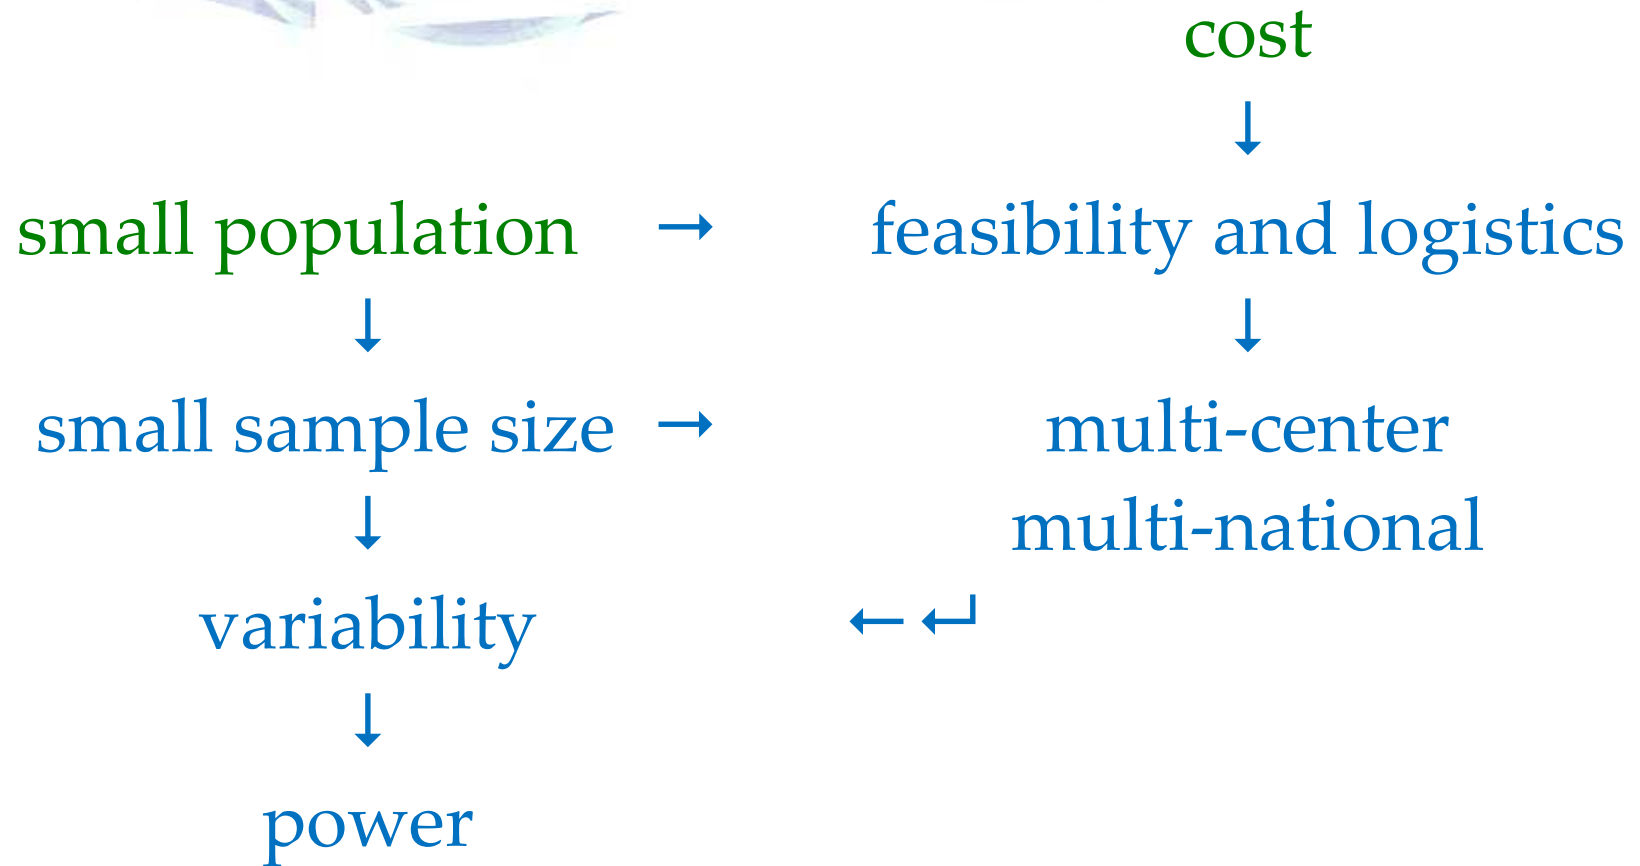 cost
↓
small population → feasibility and logistics
↓ ↓
small sample size → multi-center
↓ multi-national
variability ← ↵
↓
power